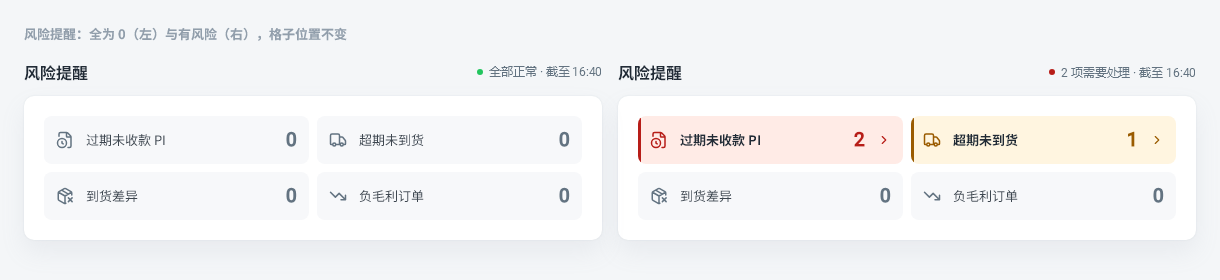 风险提醒：全为 0（左）与有风险（右），格子位置不变
风险提醒
全部正常 · 截至 16:40
过期未收款 PI 0
超期未到货 0
到货差异 0
负毛利订单 0
风险提醒
2 项需要处理 · 截至 16:40
过期未收款 PI 2
超期未到货 1
到货差异 0
负毛利订单 0